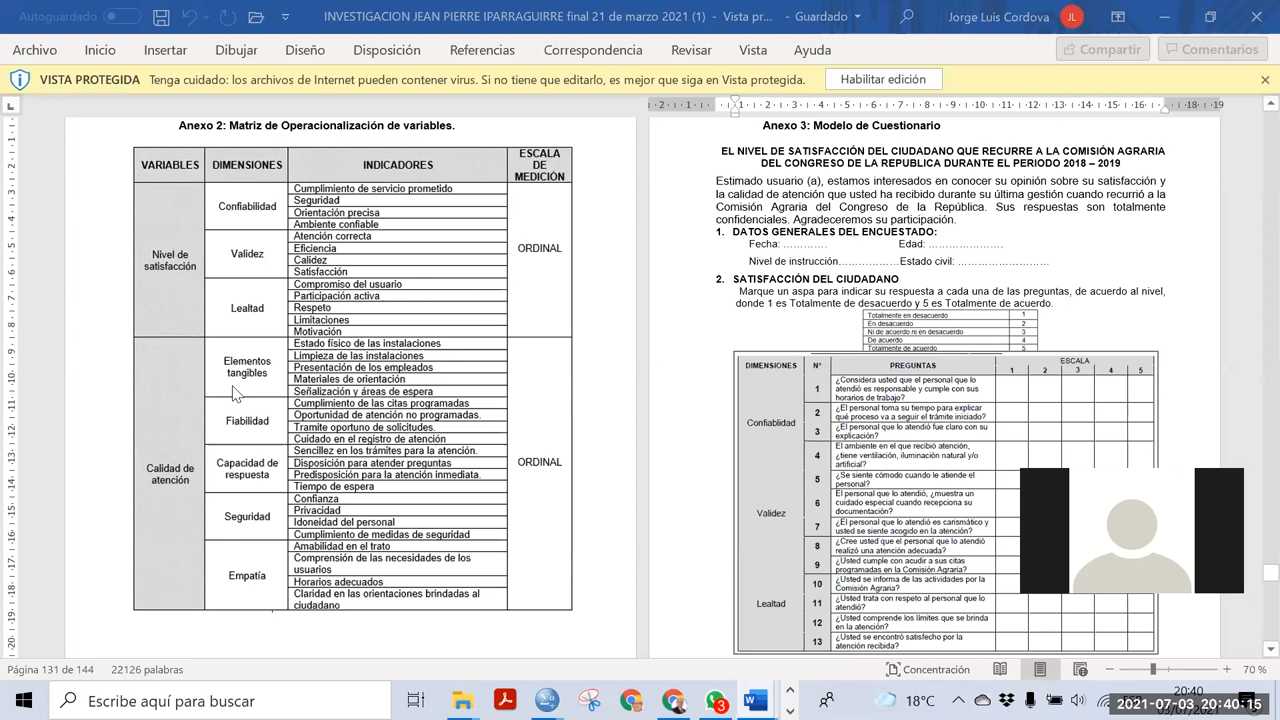 Autoguardado
INVESTIGACION JEAN PIERRE IPARRAGUIRRE final 21 de marzo 2021 (1) - Vista pr... - Guardado
Jorge Luis Cordova
JL
Archivo Inicio Insertar Dibujar Diseño Disposición Referencias Correspondencia Revisar Vista Ayuda
Compartir Comentarios
VISTA PROTEGIDA Tenga cuidado: los archivos de Internet pueden contener virus. Si no tiene que editarlo, es mejor que siga en Vista protegida.
Habilitar edición
Anexo 2: Matriz de Operacionalización de variables.
VARIABLES DIMENSIONES INDICADORES ESCALA DE MEDICIÓN
Nivel de satisfacción
Confiabilidad
Cumplimiento de servicio prometido
Seguridad
Orientación precisa
Ambiente confiable
Validez
Atención correcta
Eficiencia
Calidez
Satisfacción
Lealtad
Compromiso del usuario
Participación activa
Respeto
Limitaciones
Motivación
ORDINAL
Calidad de atención
Elementos tangibles
Estado físico de las instalaciones
Limpieza de las instalaciones
Presentación de los empleados
Materiales de orientación
Señalización y áreas de espera
Fiabilidad
Cumplimiento de las citas programadas
Oportunidad de atención no programadas.
Tramite oportuno de solicitudes.
Cuidado en el registro de atención
Capacidad de respuesta
Sencillez en los trámites para la atención.
Disposición para atender preguntas
Predisposición para la atención inmediata.
Tiempo de espera
Seguridad
Confianza
Privacidad
Idoneidad del personal
Cumplimiento de medidas de seguridad
Empatía
Amabilidad en el trato
Comprensión de las necesidades de los
usuarios
Horarios adecuados
Claridad en las orientaciones brindadas al
ciudadano
ORDINAL
Anexo 3: Modelo de Cuestionario
EL NIVEL DE SATISFACCIÓN DEL CIUDADANO QUE RECURRE A LA COMISIÓN AGRARIA
DEL CONGRESO DE LA REPUBLICA DURANTE EL PERIODO 2018 – 2019
Estimado usuario (a), estamos interesados en conocer su opinión sobre su satisfacción y
la calidad de atención que usted ha recibido durante su última gestión cuando recurrió a la
Comisión Agraria del Congreso de la República. Sus respuestas son totalmente
confidenciales. Agradeceremos su participación.
1. DATOS GENERALES DEL ENCUESTADO:
Fecha: …………. Edad: ………………….
Nivel de instrucción………………Estado civil: ………………………
2. SATISFACCIÓN DEL CIUDADANO
Marque un aspa para indicar su respuesta a cada una de las preguntas, de acuerdo al nivel,
donde 1 es Totalmente de desacuerdo y 5 es Totalmente de acuerdo.
Totalmente en desacuerdo 1
En desacuerdo 2
Ni de acuerdo ni en desacuerdo 3
De acuerdo 4
Totalmente de acuerdo 5
DIMENSIONES N° PREGUNTAS ESCALA
1 2 3 4 5
Confiablidad
1 ¿Considera usted que el personal que lo
atendió es responsable y cumple con sus
horarios de trabajo?
2 ¿El personal toma su tiempo para explicar
qué proceso va a seguir el trámite iniciado?
3 ¿El personal que lo atendió fue claro con su
explicación?
4 El ambiente en el que recibió atención,
¿tiene ventilación, iluminación natural y/o
artificial?
Validez
5 ¿Se siente cómodo cuando le atiende el
personal?
6 El personal que lo atendió, ¿muestra un
cuidado especial cuando recepciona su
documentación?
7 ¿El personal que lo atendió es carismático y
usted se siente acogido en la atención?
8 ¿Cree usted que el personal que lo atendió
realizó una atención adecuada?
9 ¿Usted cumple con acudir a sus citas
programadas en la Comisión Agraria?
Lealtad
10 ¿Usted se informa de las actividades por la
Comisión Agraria?
11 ¿Usted trata con respeto al personal que lo
atendió?
12 ¿Usted comprende los límites que se brinda
en la atención?
13 ¿Usted se encontró satisfecho por la
atención recibida?
Página 131 de 144 22126 palabras
Concentración
70 %
Escribe aquí para buscar
3
18°C
20:40
2021-07-03 20:40:15